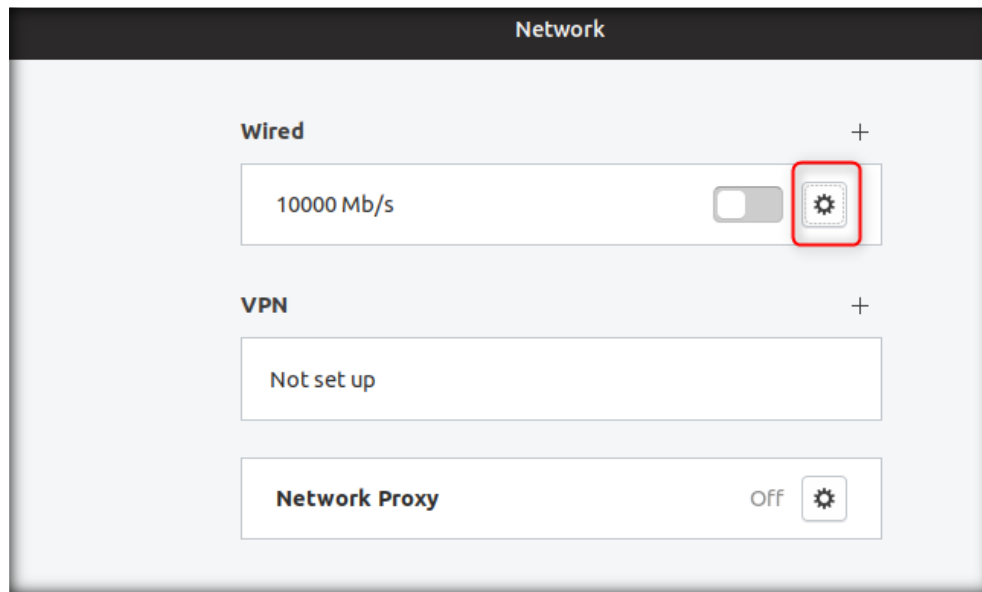 Network
Wired
10000 Mb/s
VPN
Not set up
Network Proxy Off